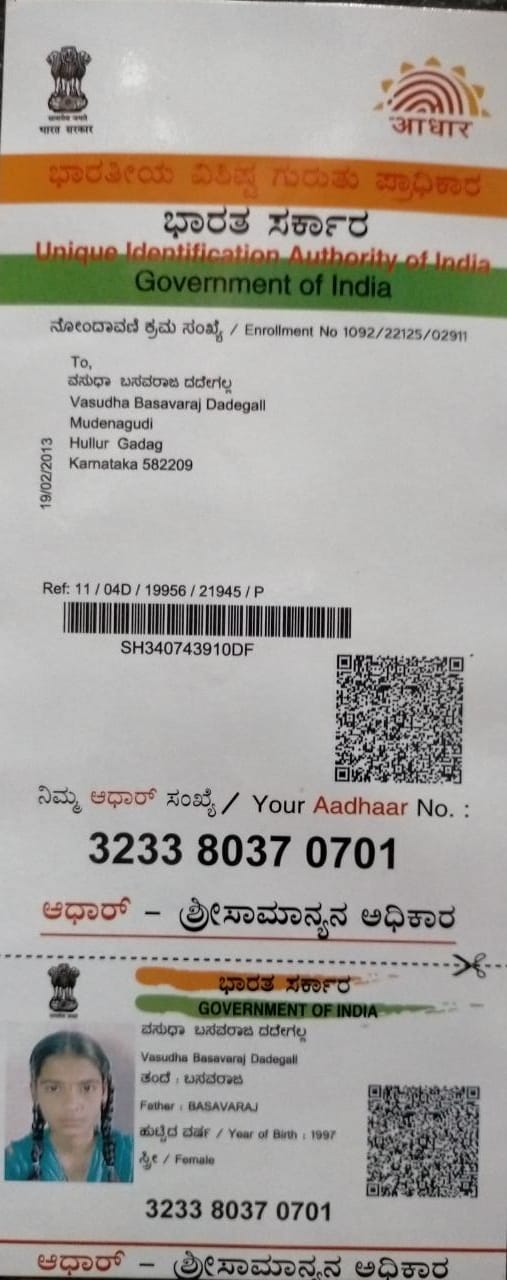 भारत सरकार
आधार
ಭಾರತೀಯ ವಿಶಿಷ್ಟ ಗುರುತು ಪ್ರಾಧಿಕಾರ
ಭಾರತ ಸರ್ಕಾರ
Unique Identification Authority of India
Government of India
ನೋಂದಾವಣಿ ಕ್ರಮ ಸಂಖ್ಯೆ / Enrollment No 1092/22125/02911
To,
ವಸುಧಾ ಬಸವರಾಜ ದದೇಗಲ್ಲ
Vasudha Basavaraj Dadegall
Mudenagudi
Hullur Gadag
Karnataka 582209
19/02/2013
Ref: 11 / 04D / 19956 / 21945 / P
SH340743910DF
ನಿಮ್ಮ ಆಧಾರ್ ಸಂಖ್ಯೆ / Your Aadhaar No. :
3233 8037 0701
ಆಧಾರ್ – ಶ್ರೀಸಾಮಾನ್ಯನ ಅಧಿಕಾರ
ಭಾರತ ಸರ್ಕಾರ
GOVERNMENT OF INDIA
ವಸುಧಾ ಬಸವರಾಜ ದದೇಗಲ್ಲ
Vasudha Basavaraj Dadegall
ತಂದೆ : ಬಸವರಾಜ
Father : BASAVARAJ
ಹುಟ್ಟಿದ ವರ್ಷ / Year of Birth : 1997
ಸ್ತ್ರೀ / Female
3233 8037 0701
ಆಧಾರ್ – ಶ್ರೀಸಾಮಾನ್ಯನ ಅಧಿಕಾರ